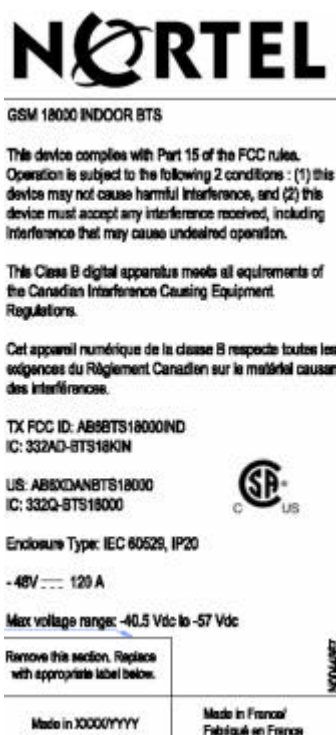 NORTEL
GSM 18000 INDOOR BTS
This device complies with Part 15 of the FCC rules.
Operation is subject to the following 2 conditions : (1) this
device may not cause harmful interference, and (2) this
device must accept any interference received, including
interference that may cause undesired operation.
This Class B digital apparatus meets all equirements of
the Canadian Interference Causing Equipment
Regulations.
Cet appareil numérique de la classe B respecte toutes les
exigences du Règlement Canadien sur le matériel causan
des interférences.
TX FCC ID: AB6BTS18000IND
IC: 332AD-BTS18KIN
US: AB6XDANBTS18000
IC: 332Q-BTS18000
C SA US
Enclosure Type: IEC 60529, IP20
- 48V 120 A
Max voltage range: -40.5 Vdc to -57 Vdc
Remove this section. Replace
with appropriate label below.
Made in XXXXYYYY
Made in France/
Fabriqué en France